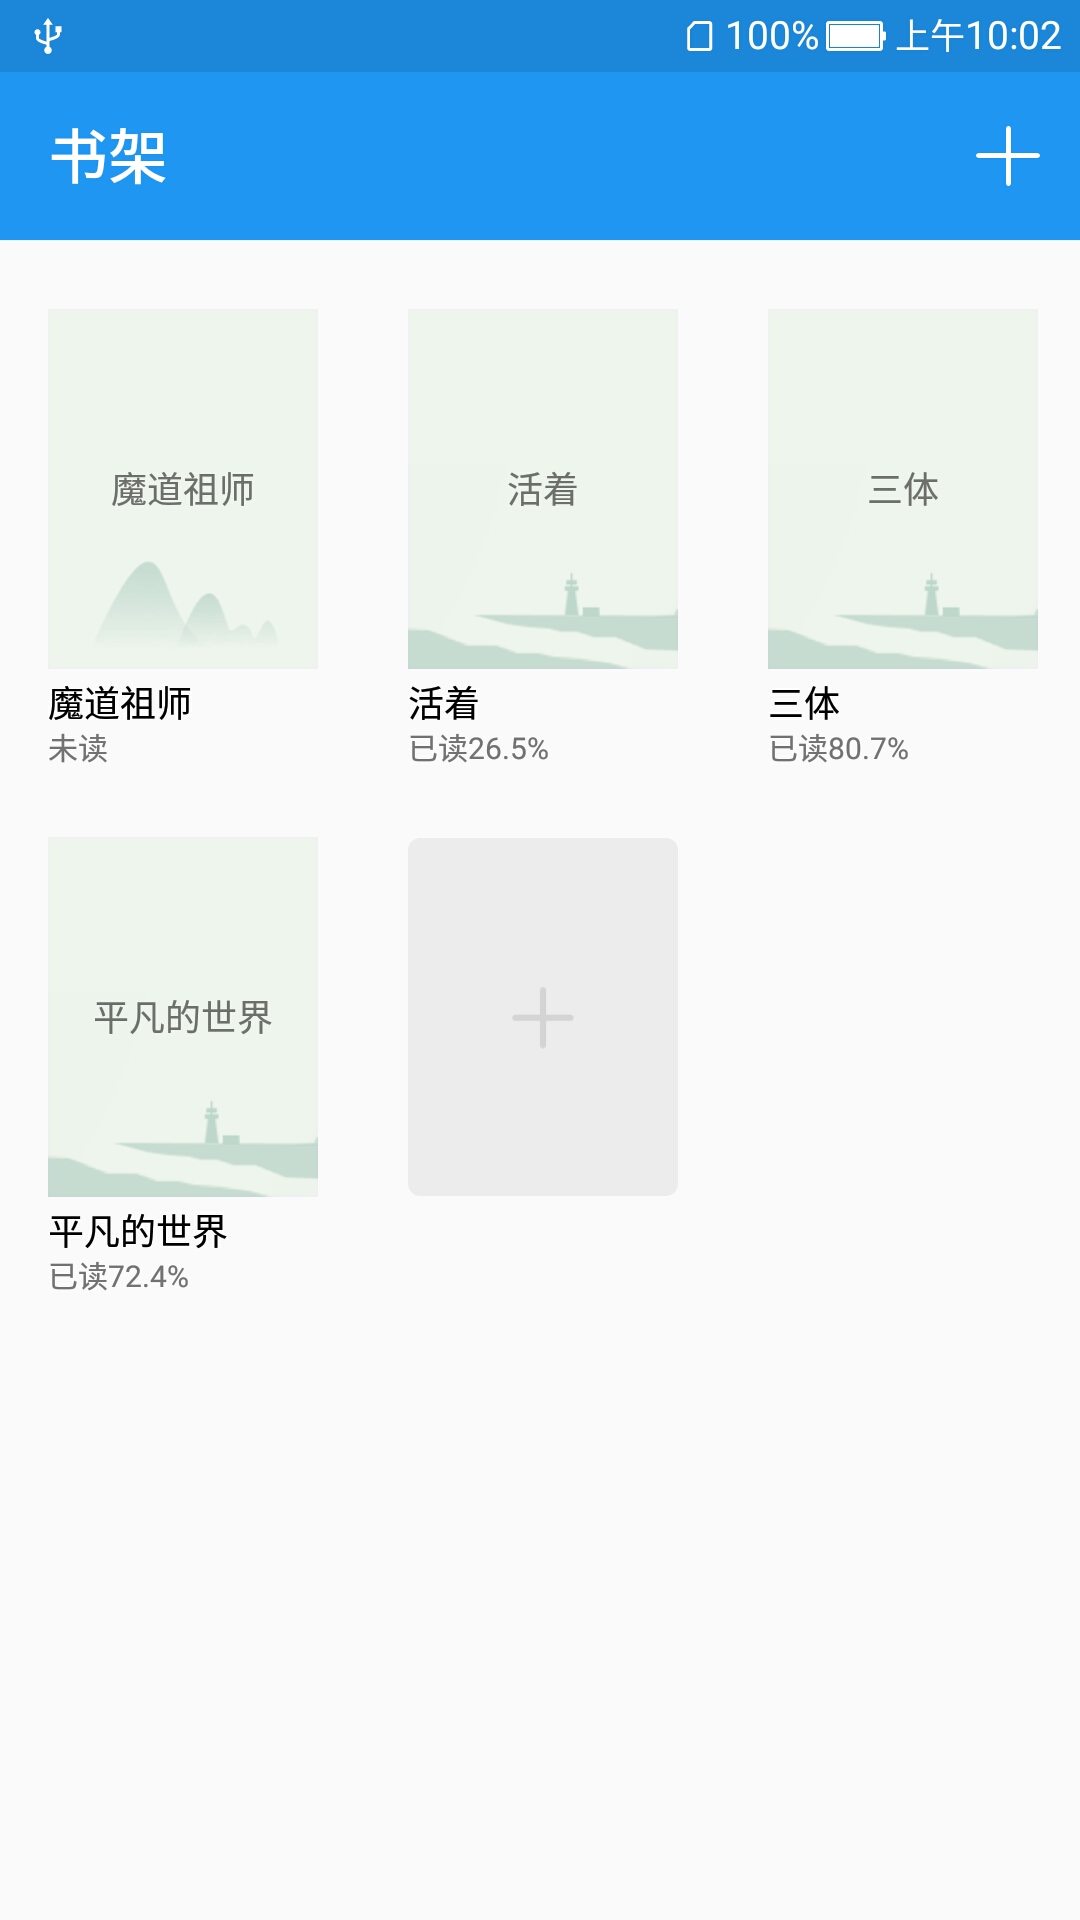 100% 上午10:02
书架
魔道祖师
活着
三体
魔道祖师
未读
活着
已读26.5%
三体
已读80.7%
平凡的世界
平凡的世界
已读72.4%